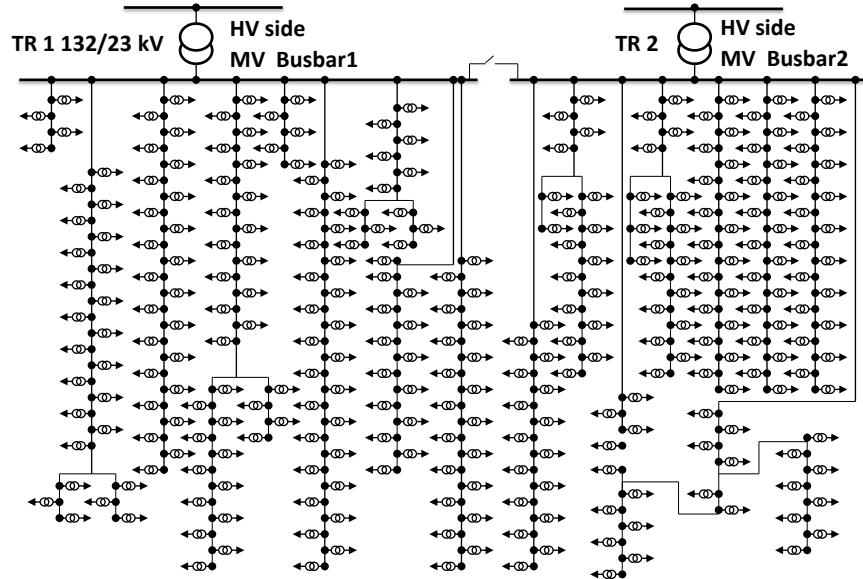 HV side
TR 1 132/23 kV
MV Busbar1
HV side
TR 2
MV Busbar2